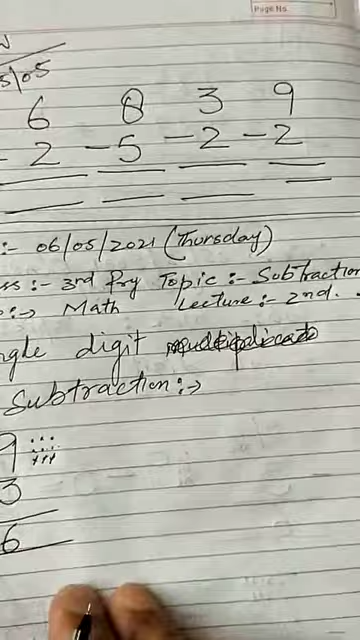 Page No.
5/05
6 8 3 9
- 2 - 5 - 2 - 2
:- 06/05/2021 (Thursday)
ss :- 3rd Pry Topic :- Subtraction
:-> Math Lecture :- 2nd.
ngle digit
Subtraction :->
9
3
6